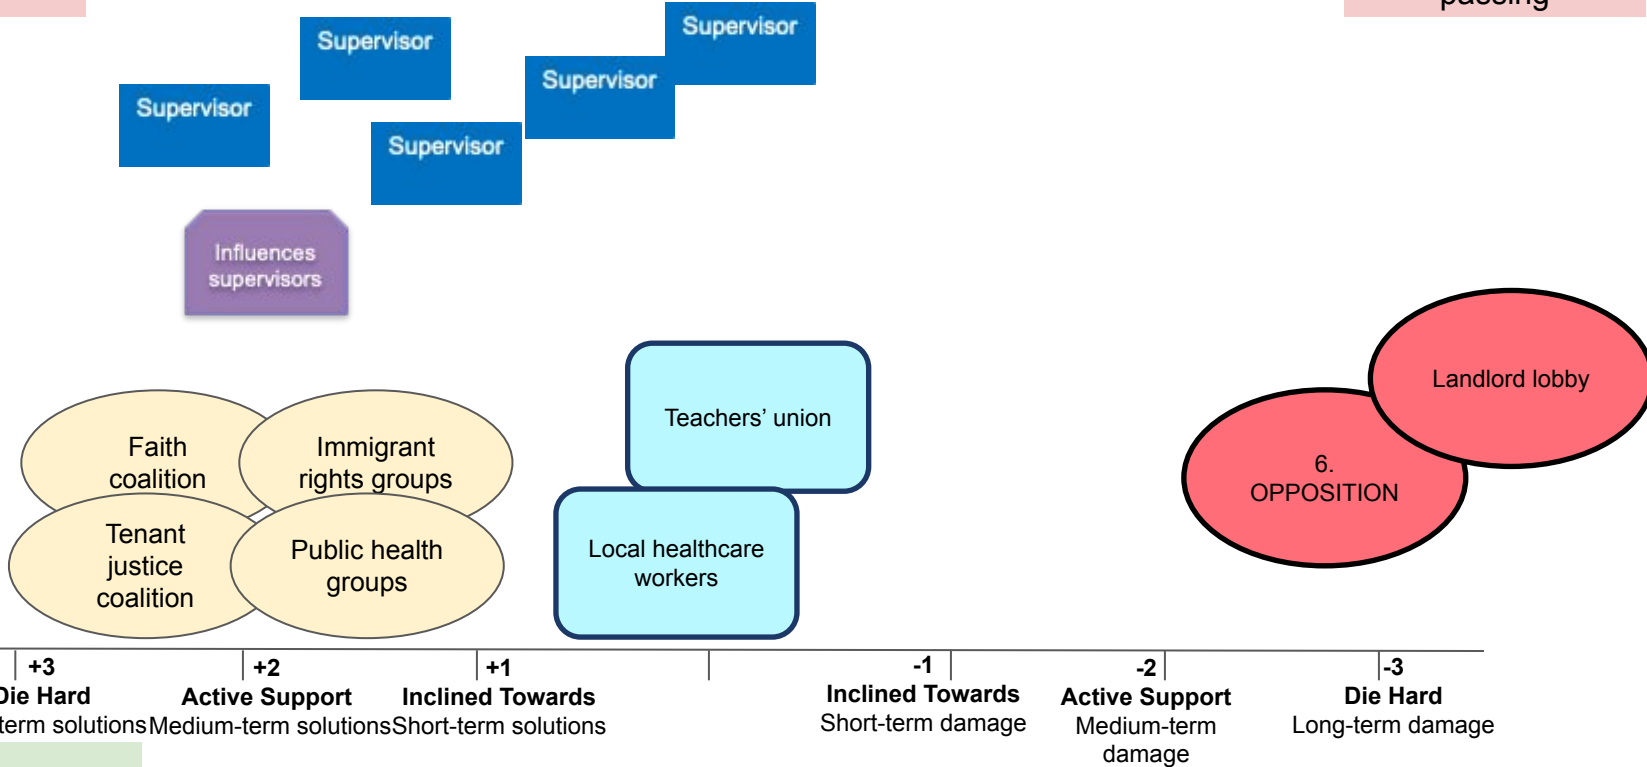 passing
Supervisor
Supervisor
Supervisor
Supervisor
Supervisor
Influences
supervisors
Landlord lobby
Teachers’ union
Faith
coalition
Immigrant
rights groups
6.
OPPOSITION
Tenant
justice
coalition
Public health
groups
Local healthcare
workers
+3
Die Hard
term solutions
+2
Active Support
Medium-term solutions
+1
Inclined Towards
Short-term solutions
-1
Inclined Towards
Short-term damage
-2
Active Support
Medium-term
damage
-3
Die Hard
Long-term damage